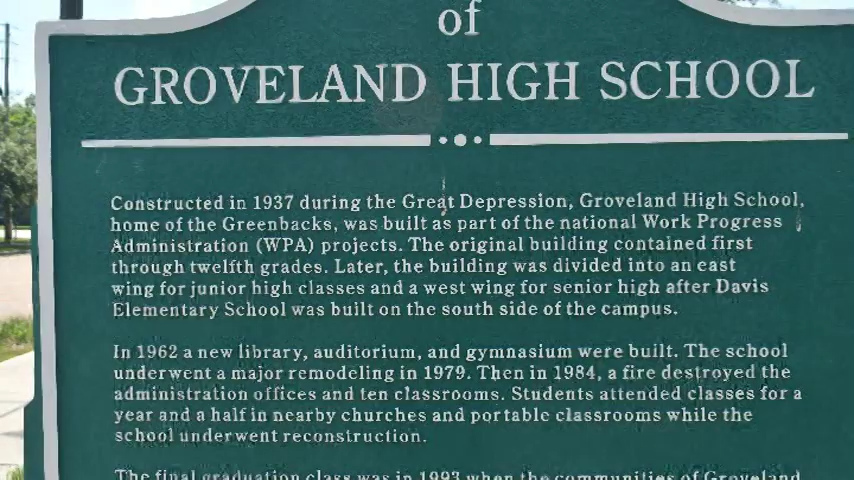 of
GROVELAND HIGH SCHOOL
Constructed in 1937 during the Great Depression, Groveland High School,
home of the Greenbacks, was built as part of the national Work Progress
Administration (WPA) projects. The original building contained first
through twelfth grades. Later, the building was divided into an east
wing for junior high classes and a west wing for senior high after Davis
Elementary School was built on the south side of the campus.
In 1962 a new library, auditorium, and gymnasium were built. The school
underwent a major remodeling in 1979. Then in 1984, a fire destroyed the
administration offices and ten classrooms. Students attended classes for a
year and a half in nearby churches and portable classrooms while the
school underwent reconstruction.
The final graduation class was in 1993 when the communities of Groveland